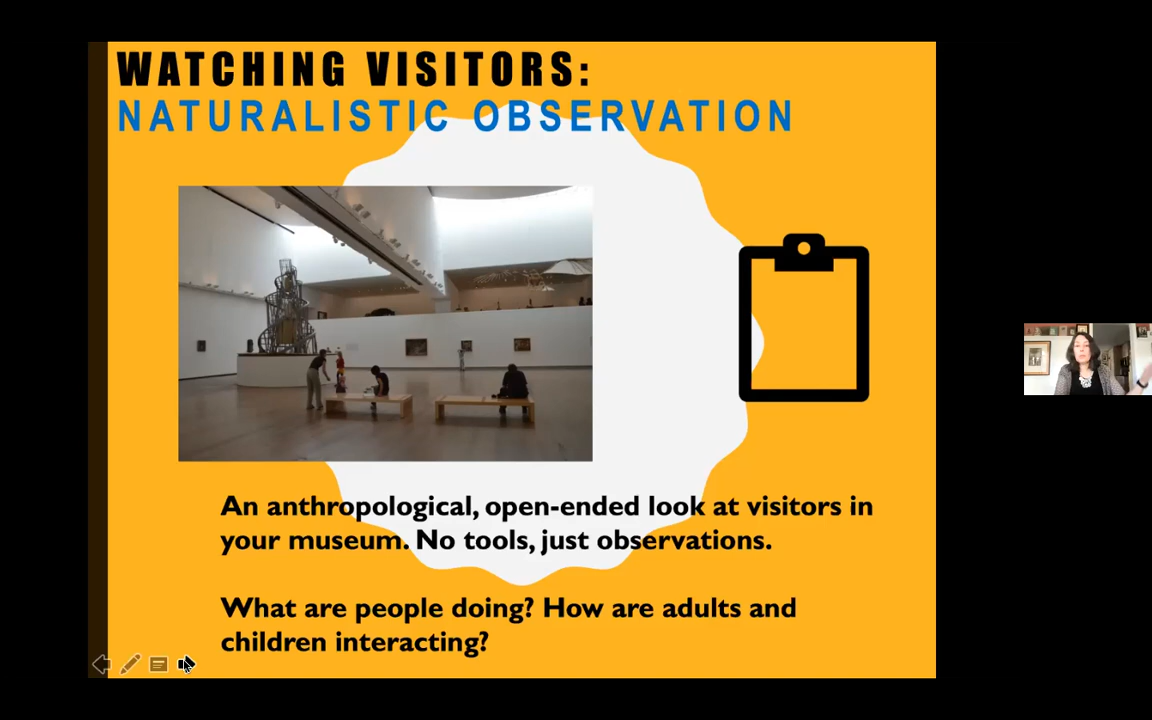 WATCHING VISITORS:
NATURALISTIC OBSERVATION
An anthropological, open-ended look at visitors in
your museum. No tools, just observations.
What are people doing? How are adults and
children interacting?